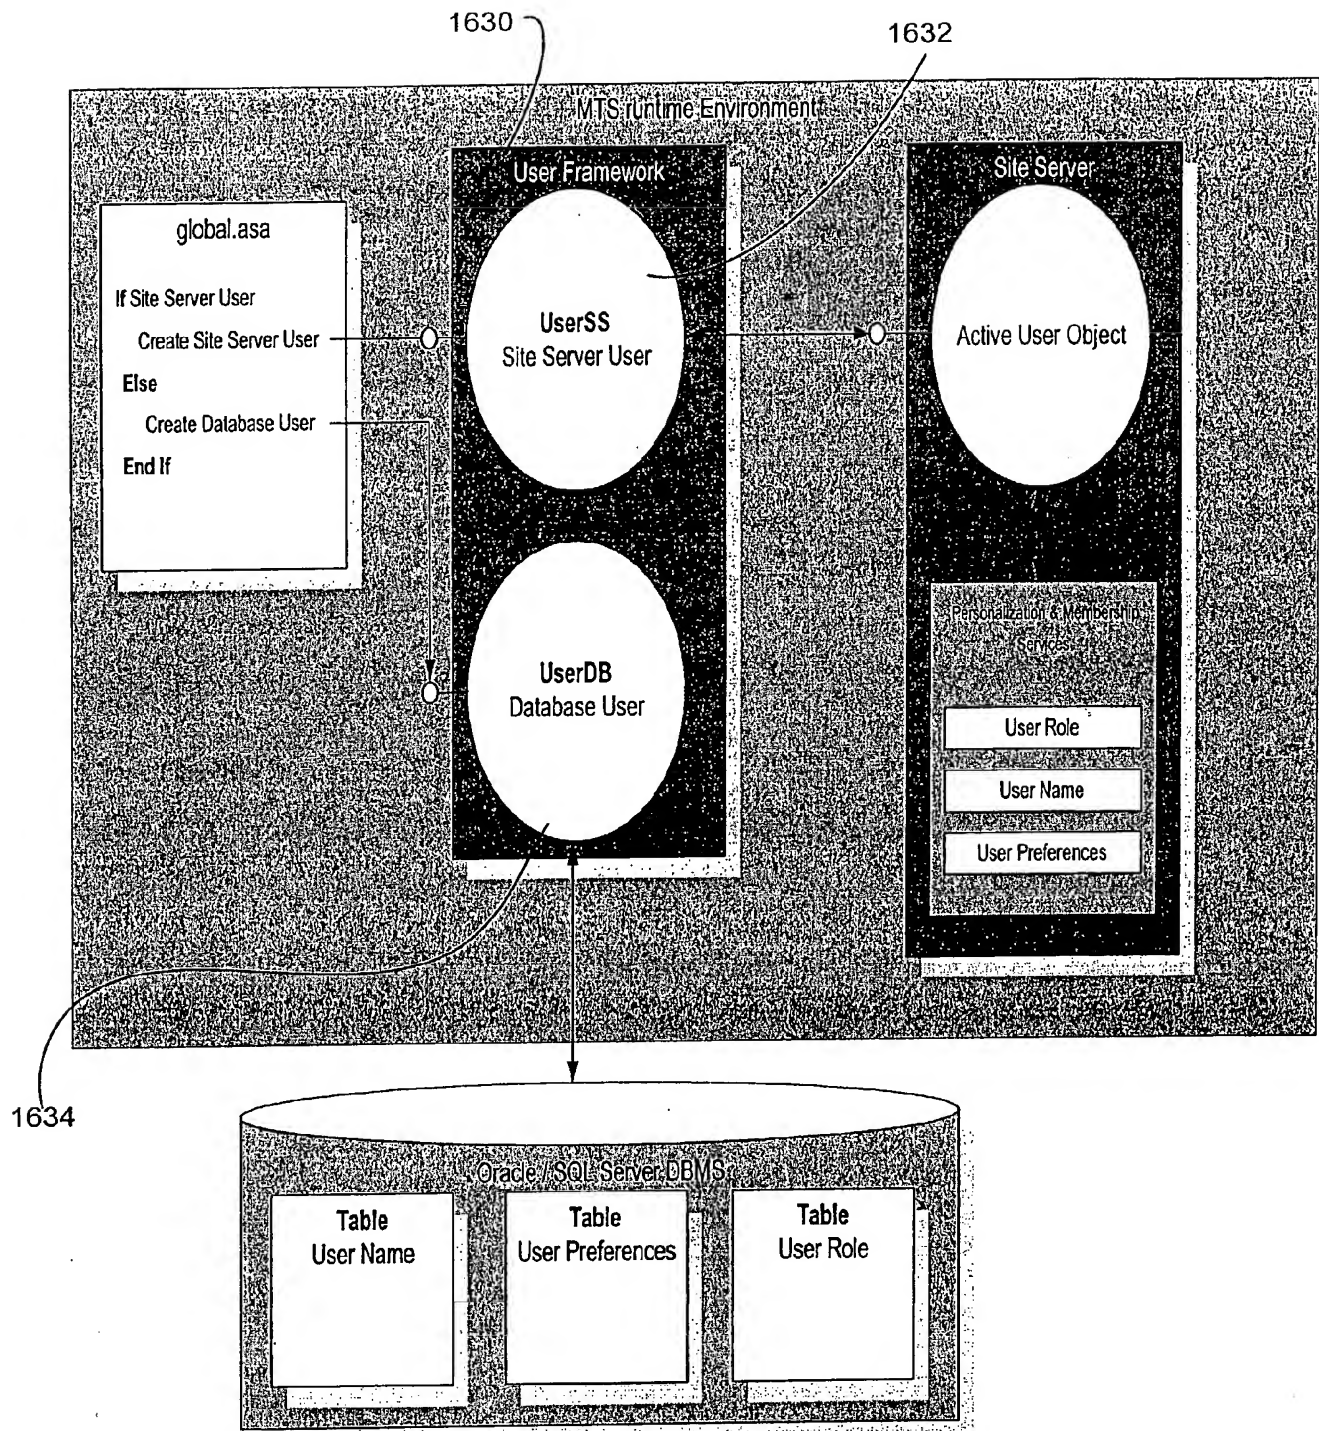 1630
1632
MTS runtime Environment
User Framework
Site Server
global.asa
If Site Server User
Create Site Server User
Else
Create Database User
End If
UserSS
Site Server User
Active User Object
UserDB
Database User
Personalization & Membership
Services
User Role
User Name
User Preferences
1634
Oracle / SQL Server DBMS
Table
User Name
Table
User Preferences
Table
User Role